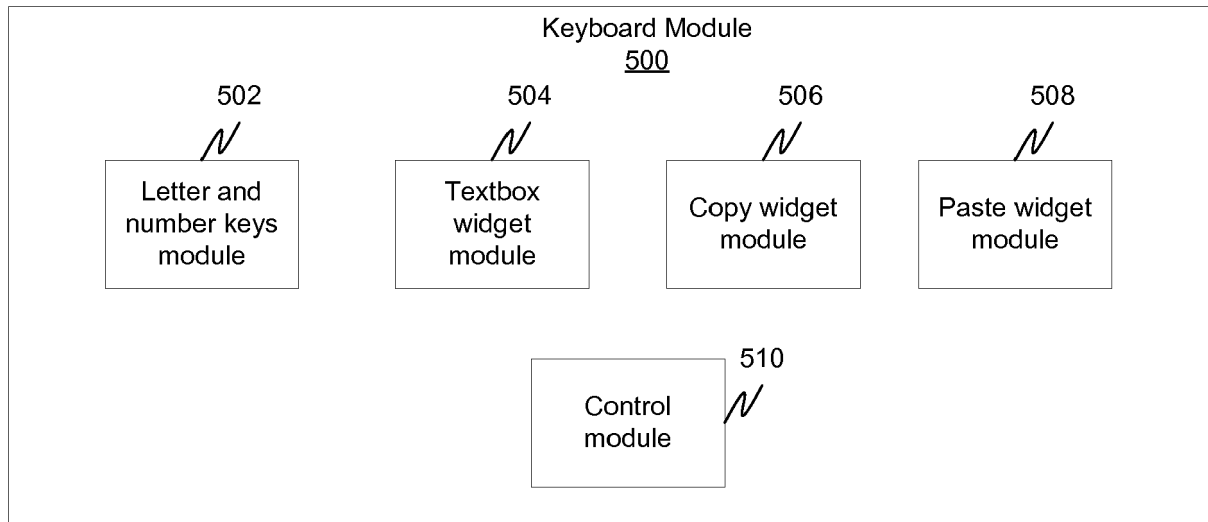 Keyboard Module
500
502
504
506
508
Letter and
number keys
module
Textbox
widget
module
Copy widget
module
Paste widget
module
510
Control
module